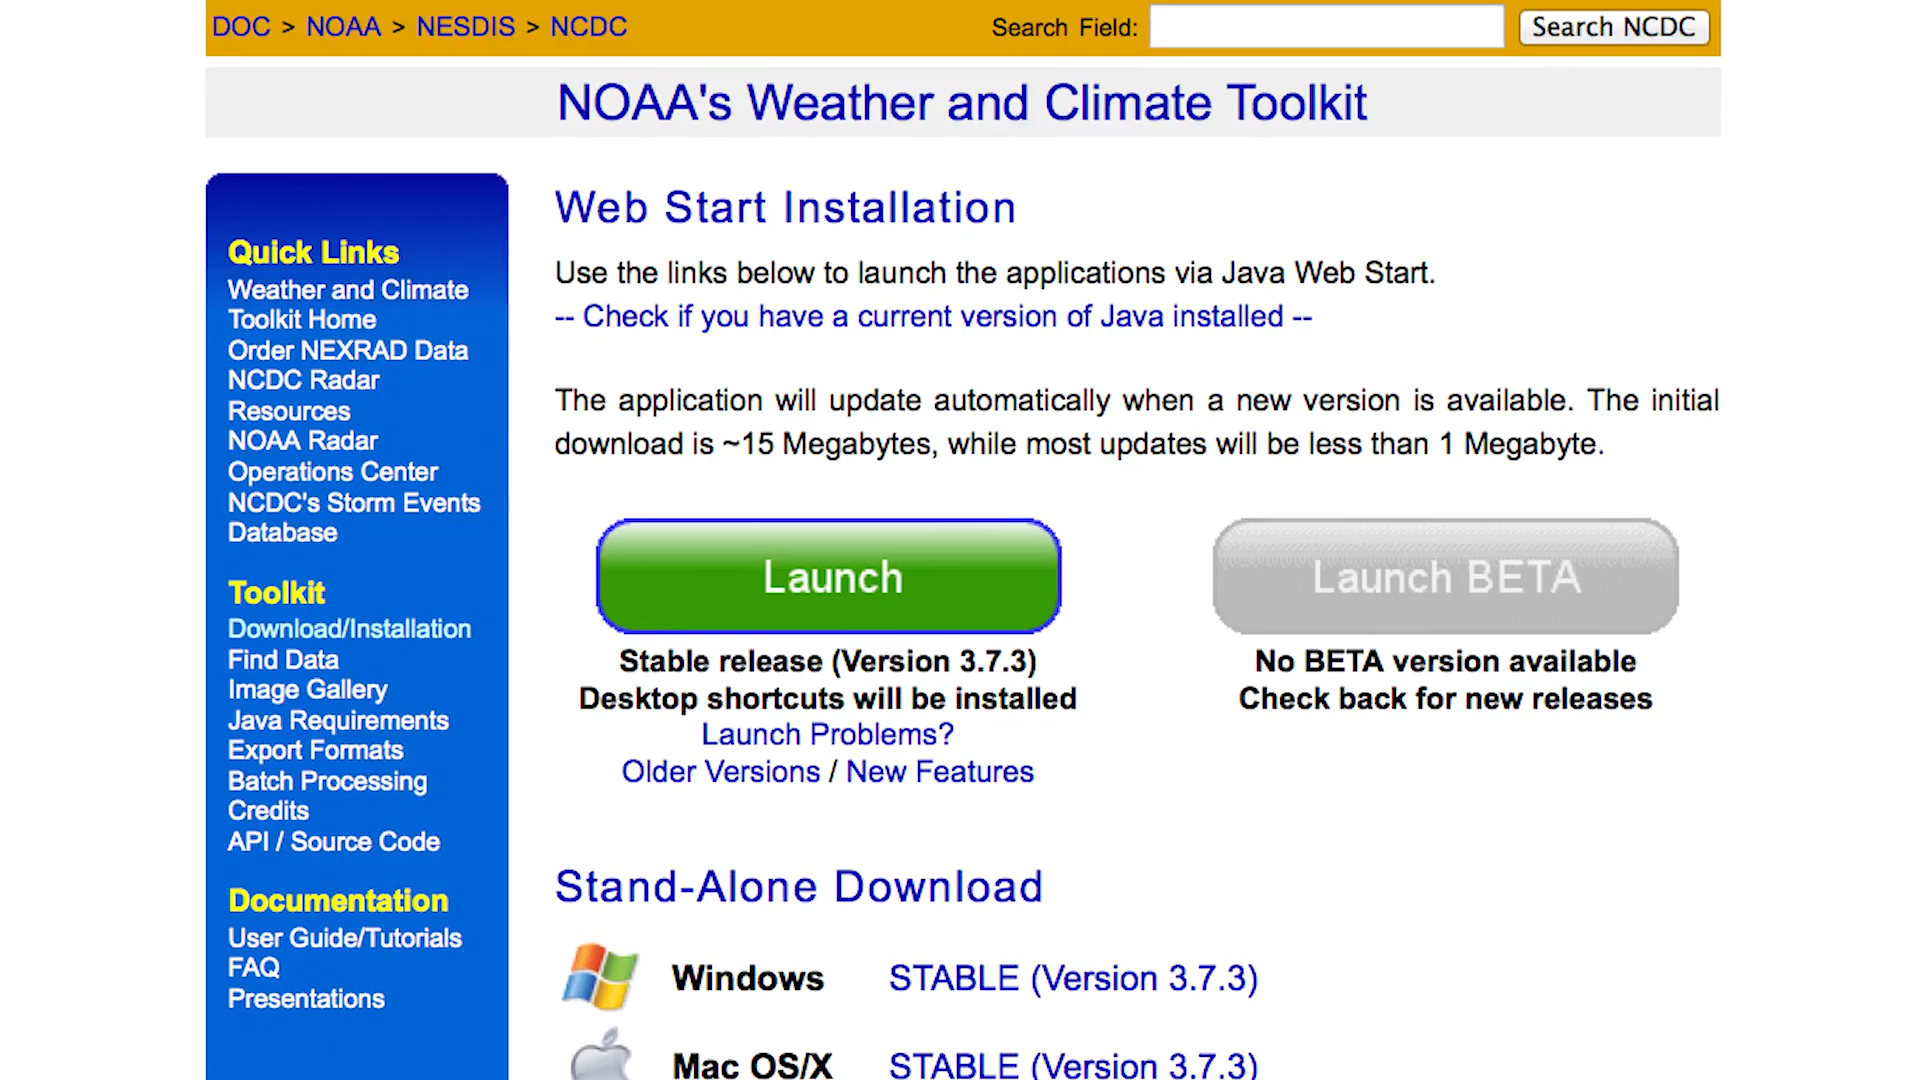 DOC > NOAA > NESDIS > NCDC
Search Field:
Search NCDC
NOAA's Weather and Climate Toolkit
Quick Links
Weather and Climate
Toolkit Home
Order NEXRAD Data
NCDC Radar
Resources
NOAA Radar
Operations Center
NCDC's Storm Events
Database
Toolkit
Download/Installation
Find Data
Image Gallery
Java Requirements
Export Formats
Batch Processing
Credits
API / Source Code
Documentation
User Guide/Tutorials
FAQ
Presentations
Web Start Installation
Use the links below to launch the applications via Java Web Start.
-- Check if you have a current version of Java installed --
The application will update automatically when a new version is available. The initial
download is ~15 Megabytes, while most updates will be less than 1 Megabyte.
Launch
Stable release (Version 3.7.3)
Desktop shortcuts will be installed
Launch Problems?
Older Versions / New Features
Launch BETA
No BETA version available
Check back for new releases
Stand-Alone Download
Windows STABLE (Version 3.7.3)
Mac OS/X STABLE (Version 3.7.3)